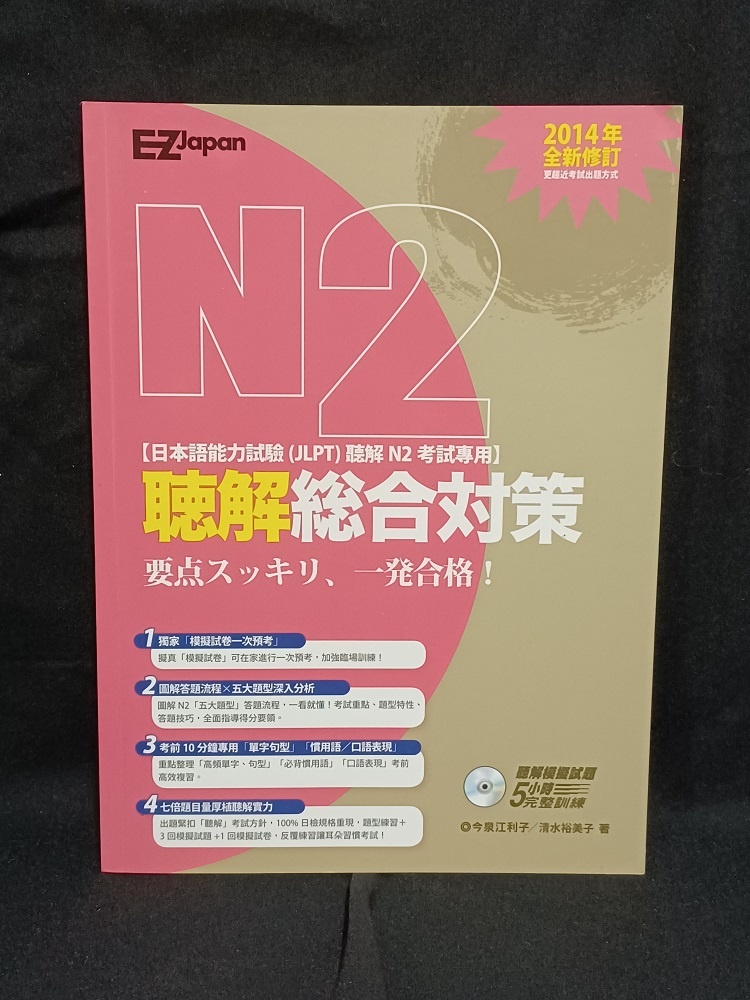 EZJapan
2014年
全新修訂
更趨近考試出題方式
N2
【日本語能力試驗(JLPT)聽解N2考試專用】
聴解総合対策
要点スッキリ、一発合格！
1 獨家「模擬試卷一次預考」
擬真「模擬試卷」可在家進行一次預考，加強臨場訓練！
2 圖解答題流程×五大題型深入分析
圖解N2「五大題型」答題流程，一看就懂！考試重點、題型特性、
答題技巧，全面指導得分要領。
3 考前10分鐘專用「單字句型」「慣用語／口語表現」
重點整理「高頻單字、句型」「必背慣用語」「口語表現」考前
高效複習。
4 七倍題目量厚植聽解實力
出題緊扣「聽解」考試方針，100%日檢規格重現，題型練習＋
3回模擬試題＋1回模擬試卷，反覆練習讓耳朵習慣考試！
聽解模擬試題
5小時
完整訓練
◎今泉江利子／清水裕美子 著